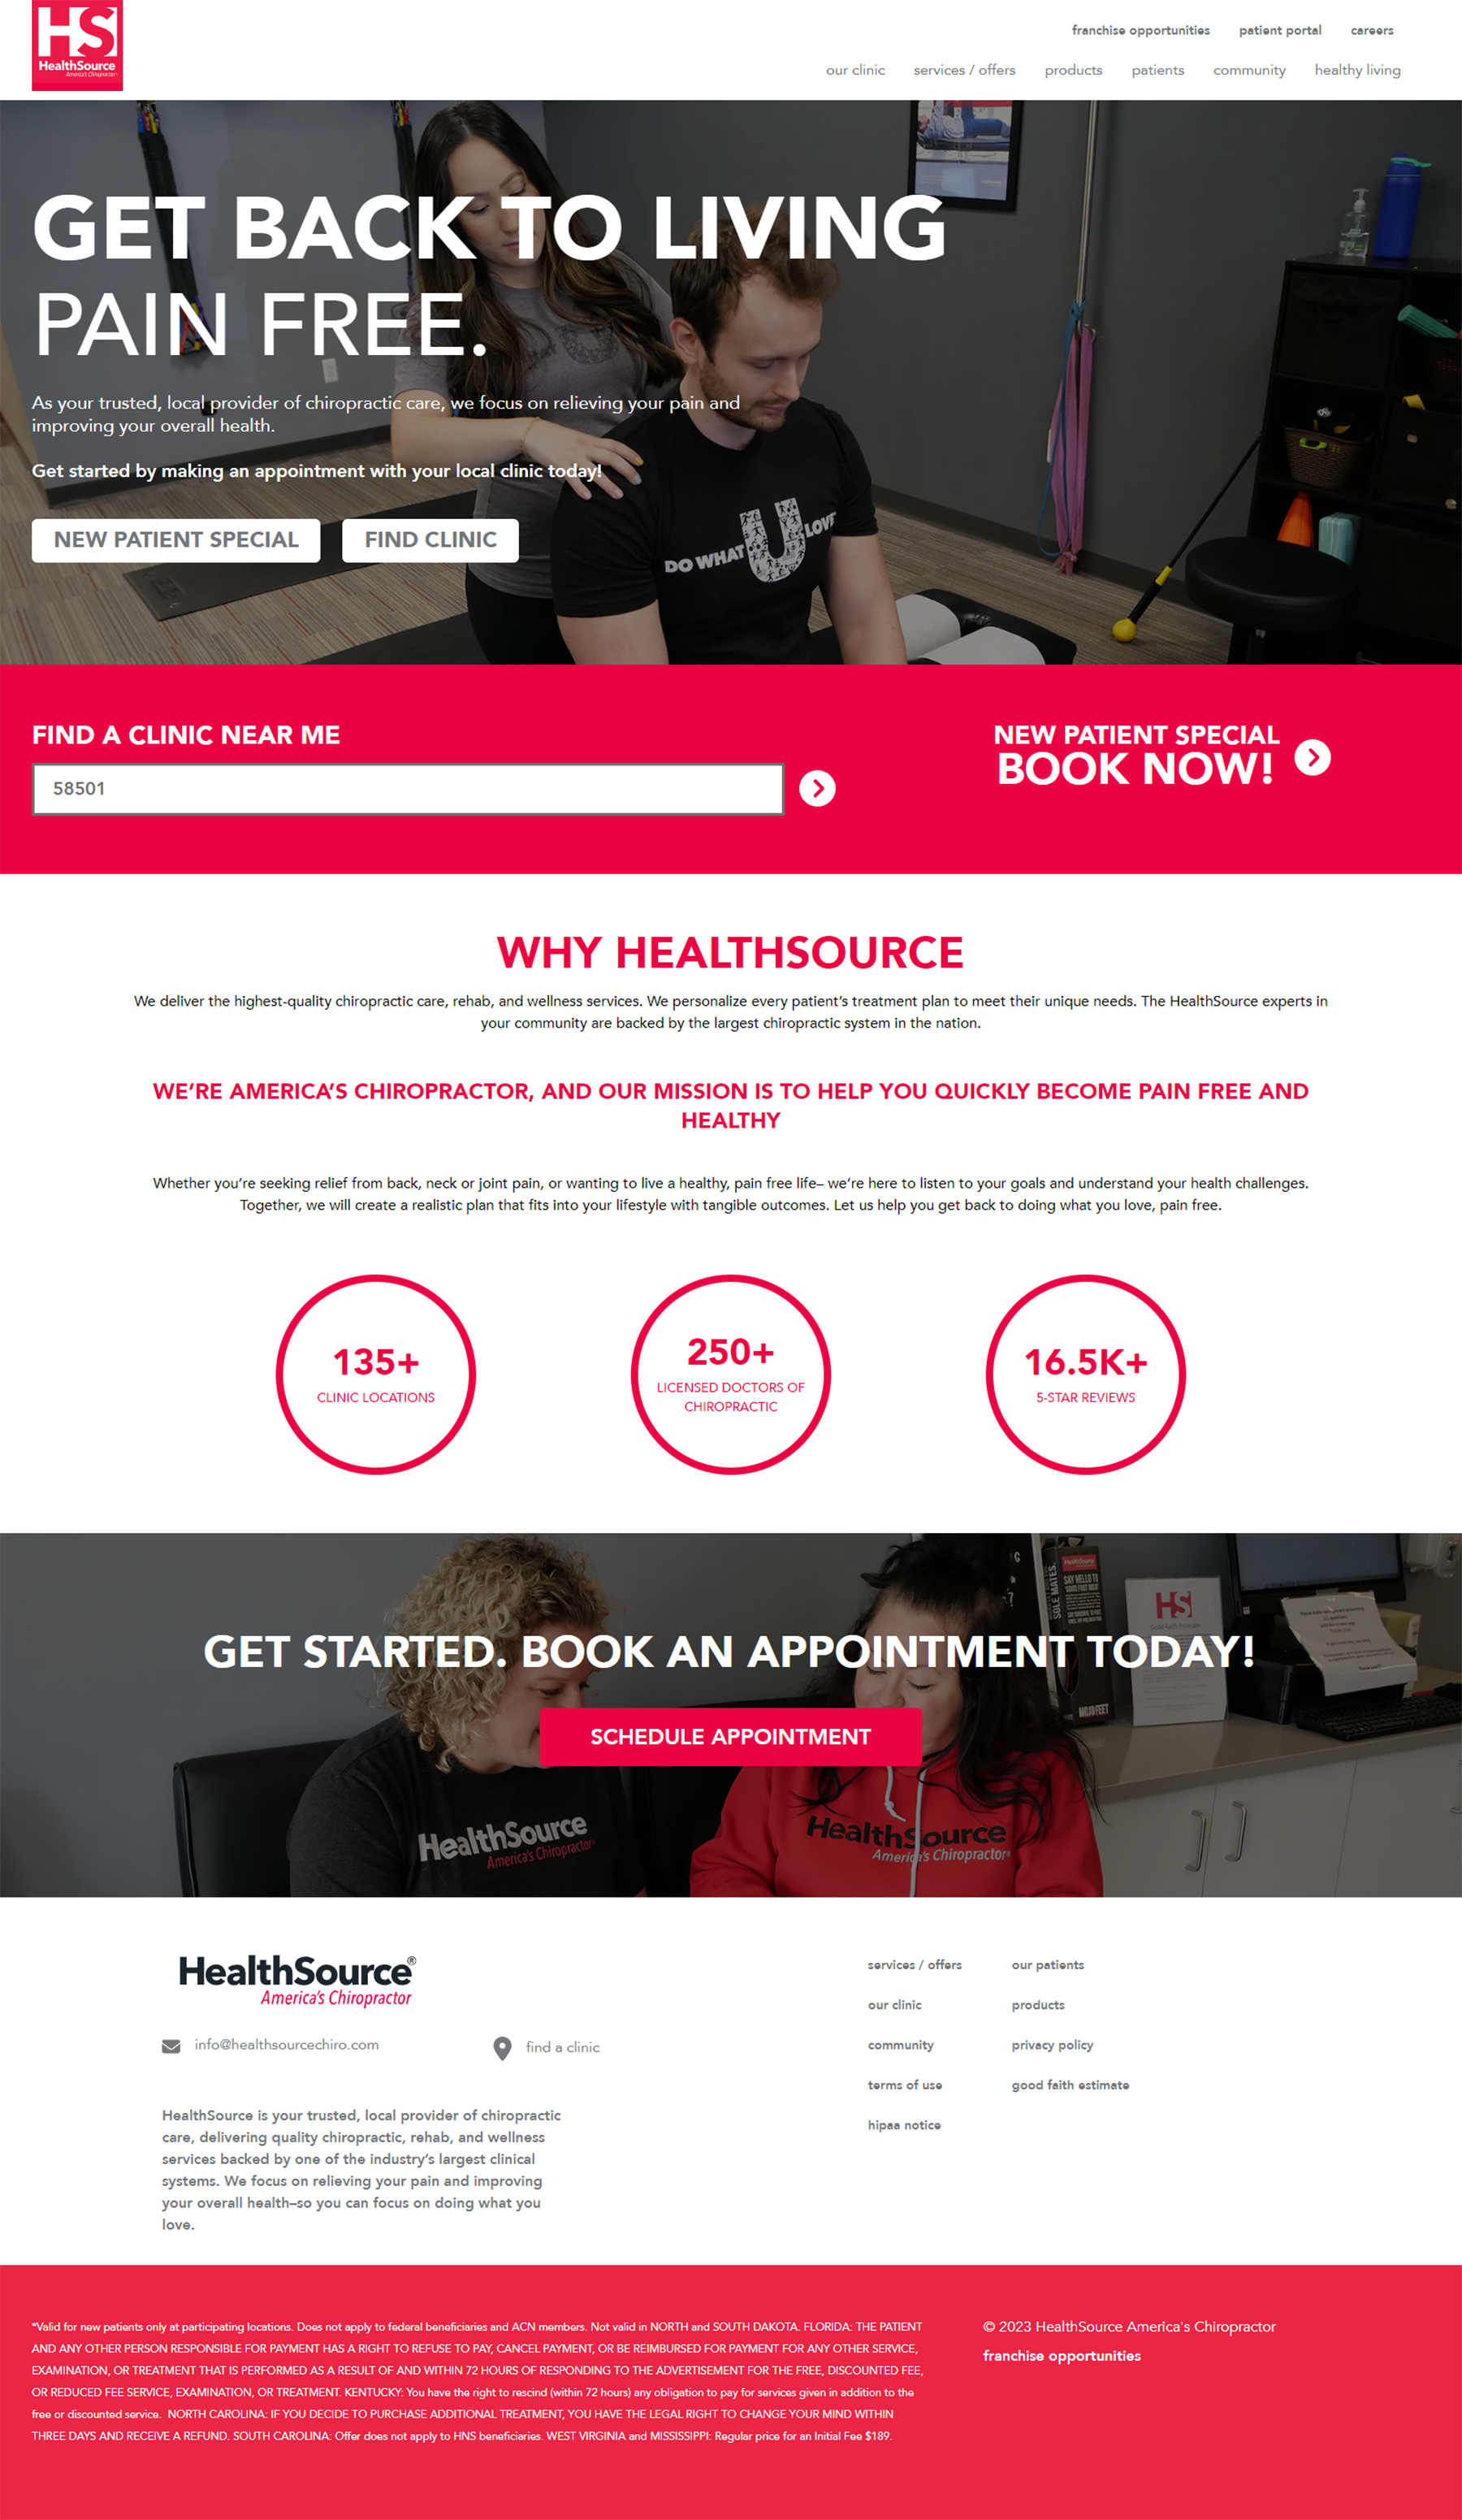 HS
HealthSource
America's Chiropractor
franchise opportunities
patient portal
careers
our clinic
services / offers
products
patients
community
healthy living
GET BACK TO LIVING
PAIN FREE.
As your trusted, local provider of chiropractic care, we focus on relieving your pain and
improving your overall health.
Get started by making an appointment with your local clinic today!
NEW PATIENT SPECIAL
FIND CLINIC
DO WHAT U LOVE
FIND A CLINIC NEAR ME
58501
NEW PATIENT SPECIAL
BOOK NOW!
WHY HEALTHSOURCE
We deliver the highest-quality chiropractic care, rehab, and wellness services. We personalize every patient's treatment plan to meet their unique needs. The HealthSource experts in
your community are backed by the largest chiropractic system in the nation.
WE'RE AMERICA'S CHIROPRACTOR, AND OUR MISSION IS TO HELP YOU QUICKLY BECOME PAIN FREE AND
HEALTHY
Whether you're seeking relief from back, neck or joint pain, or wanting to live a healthy, pain free life– we're here to listen to your goals and understand your health challenges.
Together, we will create a realistic plan that fits into your lifestyle with tangible outcomes. Let us help you get back to doing what you love, pain free.
135+
CLINIC LOCATIONS
250+
LICENSED DOCTORS OF
CHIROPRACTIC
16.5K+
5-STAR REVIEWS
SOLE MATES.
HealthSource
SAY HELLO TO
MOJO FEET
HS
Good Faith Estimate
GET STARTED. BOOK AN APPOINTMENT TODAY!
SCHEDULE APPOINTMENT
HealthSource
America's Chiropractor
HealthSource
America's Chiropractor
HealthSource®
America's Chiropractor
info@healthsourcechiro.com
find a clinic
HealthSource is your trusted, local provider of chiropractic
care, delivering quality chiropractic, rehab, and wellness
services backed by one of the industry's largest clinical
systems. We focus on relieving your pain and improving
your overall health–so you can focus on doing what you
love.
services / offers
our patients
our clinic
products
community
privacy policy
terms of use
good faith estimate
hipaa notice
*Valid for new patients only at participating locations. Does not apply to federal beneficiaries and ACN members. Not valid in NORTH and SOUTH DAKOTA. FLORIDA: THE PATIENT
AND ANY OTHER PERSON RESPONSIBLE FOR PAYMENT HAS A RIGHT TO REFUSE TO PAY, CANCEL PAYMENT, OR BE REIMBURSED FOR PAYMENT FOR ANY OTHER SERVICE,
EXAMINATION, OR TREATMENT THAT IS PERFORMED AS A RESULT OF AND WITHIN 72 HOURS OF RESPONDING TO THE ADVERTISEMENT FOR THE FREE, DISCOUNTED FEE,
OR REDUCED FEE SERVICE, EXAMINATION, OR TREATMENT. KENTUCKY: You have the right to rescind (within 72 hours) any obligation to pay for services given in addition to the
free or discounted service. NORTH CAROLINA: IF YOU DECIDE TO PURCHASE ADDITIONAL TREATMENT, YOU HAVE THE LEGAL RIGHT TO CHANGE YOUR MIND WITHIN
THREE DAYS AND RECEIVE A REFUND. SOUTH CAROLINA: Offer does not apply to HNS beneficiaries. WEST VIRGINIA and MISSISSIPPI: Regular price for an Initial Fee $189.
© 2023 HealthSource America's Chiropractor
franchise opportunities